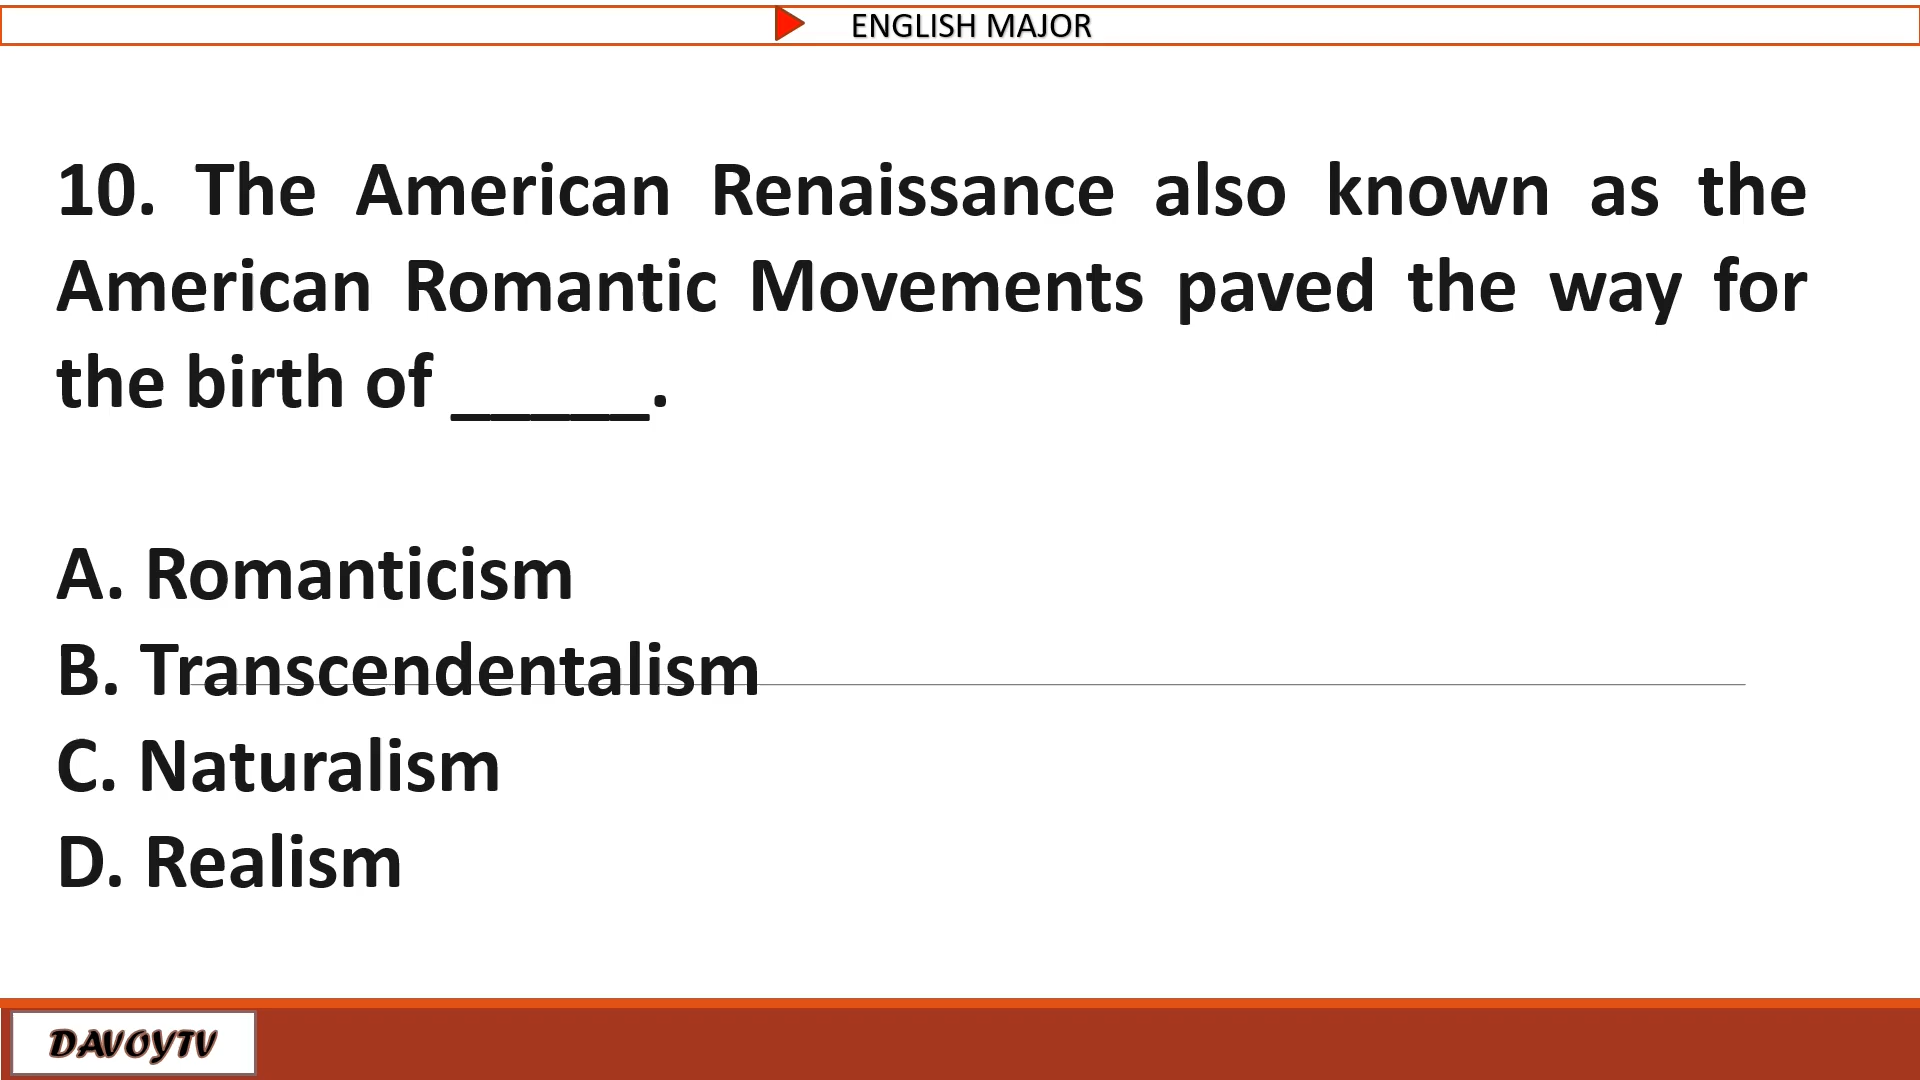 ENGLISH MAJOR
10. The American Renaissance also known as the
American Romantic Movements paved the way for
the birth of _____.
A. Romanticism
B. Transcendentalism
C. Naturalism
D. Realism
DAVOYTV